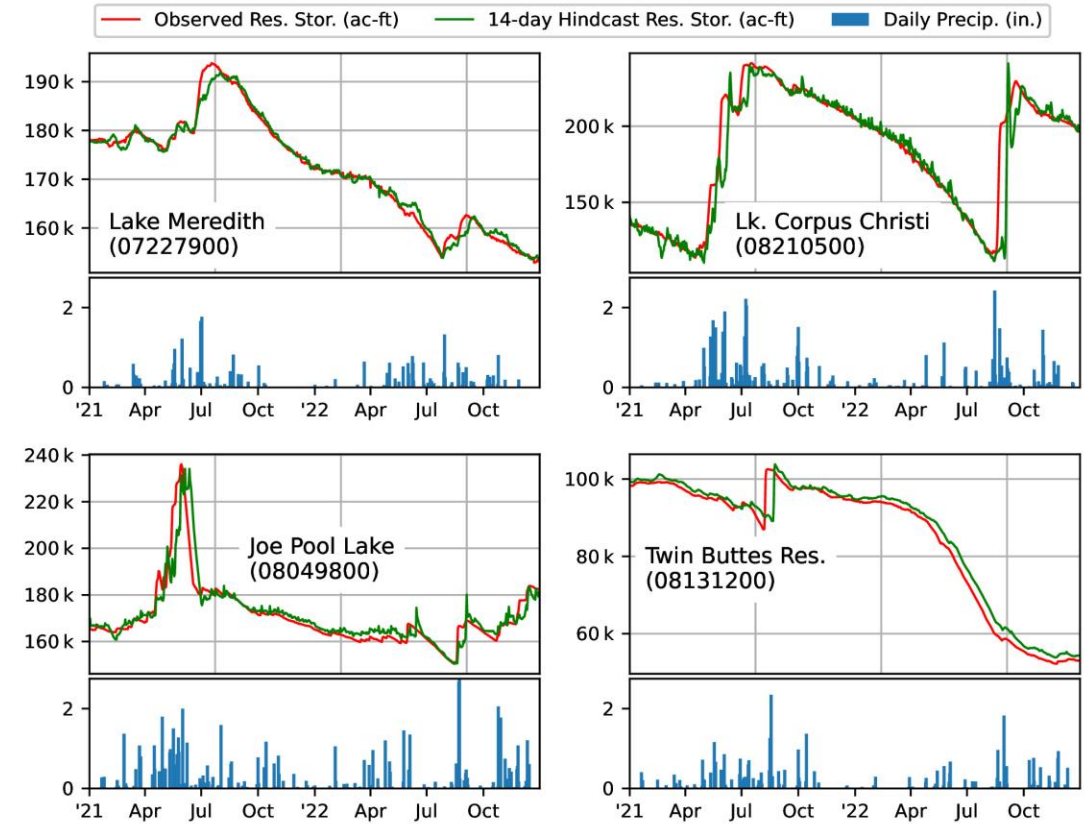 Observed Res. Stor. (ac-ft) 14-day Hindcast Res. Stor. (ac-ft) Daily Precip. (in.)
190 k
180 k
170 k
160 k
Lake Meredith
(07227900)
2
0
'21 Apr Jul Oct '22 Apr Jul Oct
200 k
150 k
Lk. Corpus Christi
(08210500)
2
0
'21 Apr Jul Oct '22 Apr Jul Oct
240 k
220 k
200 k
180 k
160 k
Joe Pool Lake
(08049800)
2
0
'21 Apr Jul Oct '22 Apr Jul Oct
100 k
80 k
60 k
Twin Buttes Res.
(08131200)
2
0
'21 Apr Jul Oct '22 Apr Jul Oct